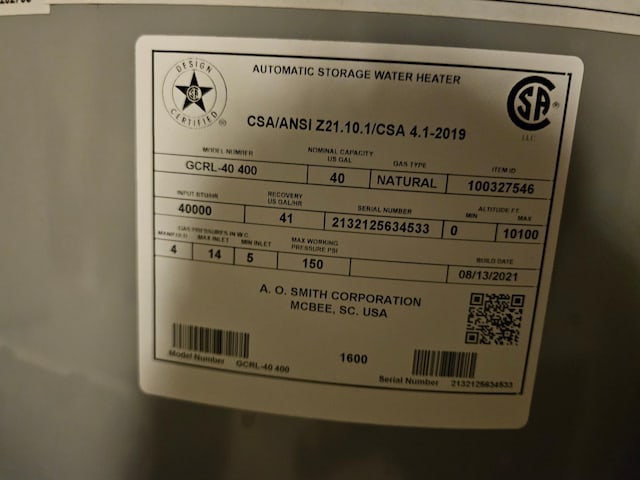 DESIGN
CERTIFIED
AUTOMATIC STORAGE WATER HEATER
CSA/ANSI Z21.10.1/CSA 4.1-2019
SA
LLC
MODEL NUMBER
NOMINAL CAPACITY
US GAL
GAS TYPE
ITEM ID
GCRL-40 400
40
NATURAL
100327546
INPUT BTU/HR
RECOVERY
US GAL/HR
SERIAL NUMBER
ALTITUDE FT.
MIN
MAX
40000
41
2132125634533
0
10100
GAS PRESSURES IN W.C.
MANIFOLD
MAX INLET
MIN INLET
MAX WORKING
PRESSURE PSI
BUILD DATE
4
14
5
150
08/13/2021
A. O. SMITH CORPORATION
MCBEE, SC. USA
1600
Model Number GCRL-40 400
Serial Number 2132125634533